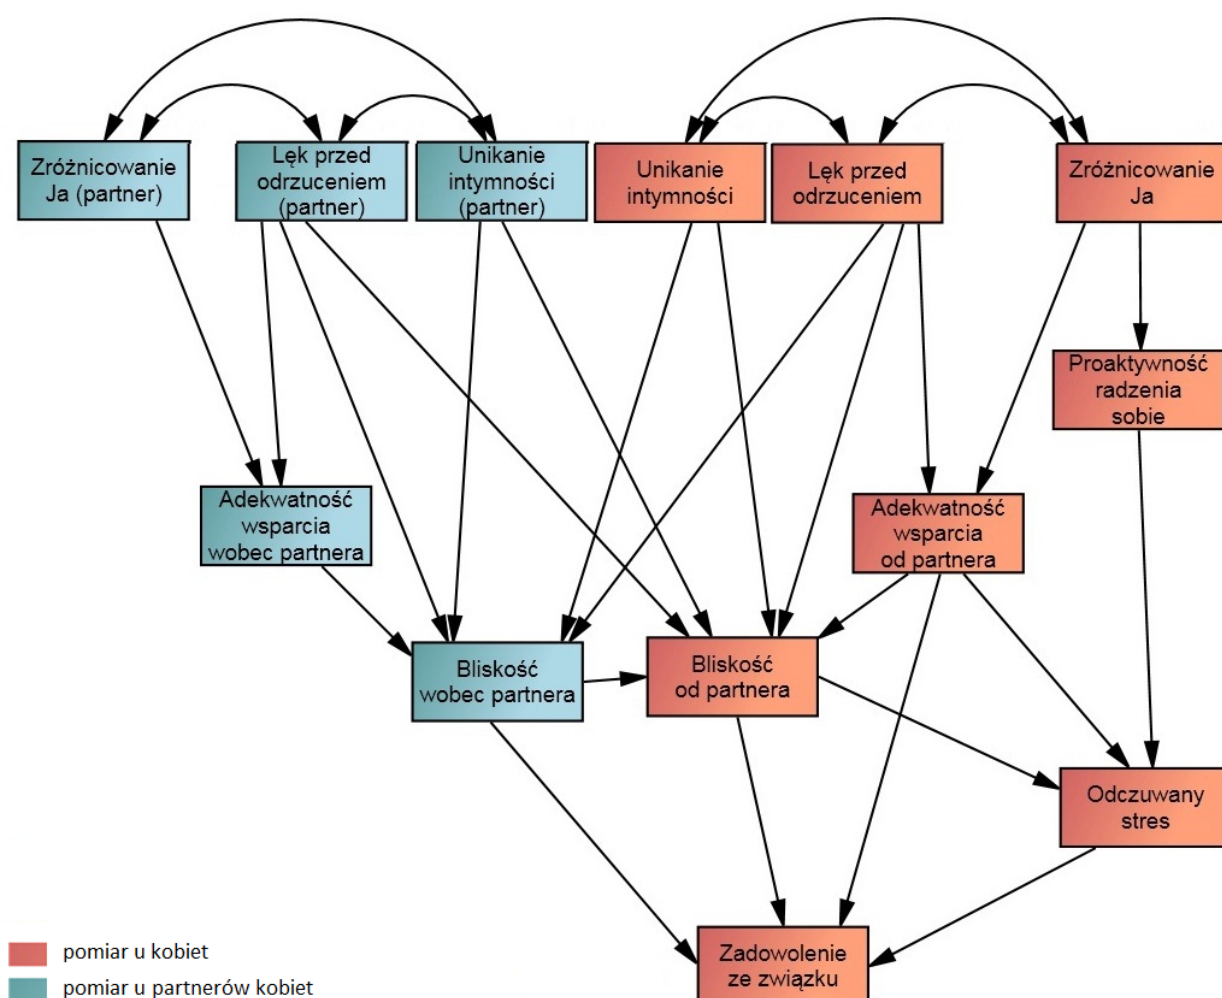 Zróżnicowanie
Ja (partner)
Lęk przed
odrzuceniem
(partner)
Unikanie
intymności
(partner)
Unikanie
intymności
Lęk przed
odrzuceniem
Zróżnicowanie
Ja
Proaktywność
radzenia
sobie
Adekwatność
wsparcia
wobec partnera
Adekwatność
wsparcia
od partnera
Bliskość
wobec partnera
Bliskość
od partnera
Odczuwany
stres
Zadowolenie
ze związku
pomiar u kobiet
pomiar u partnerów kobiet